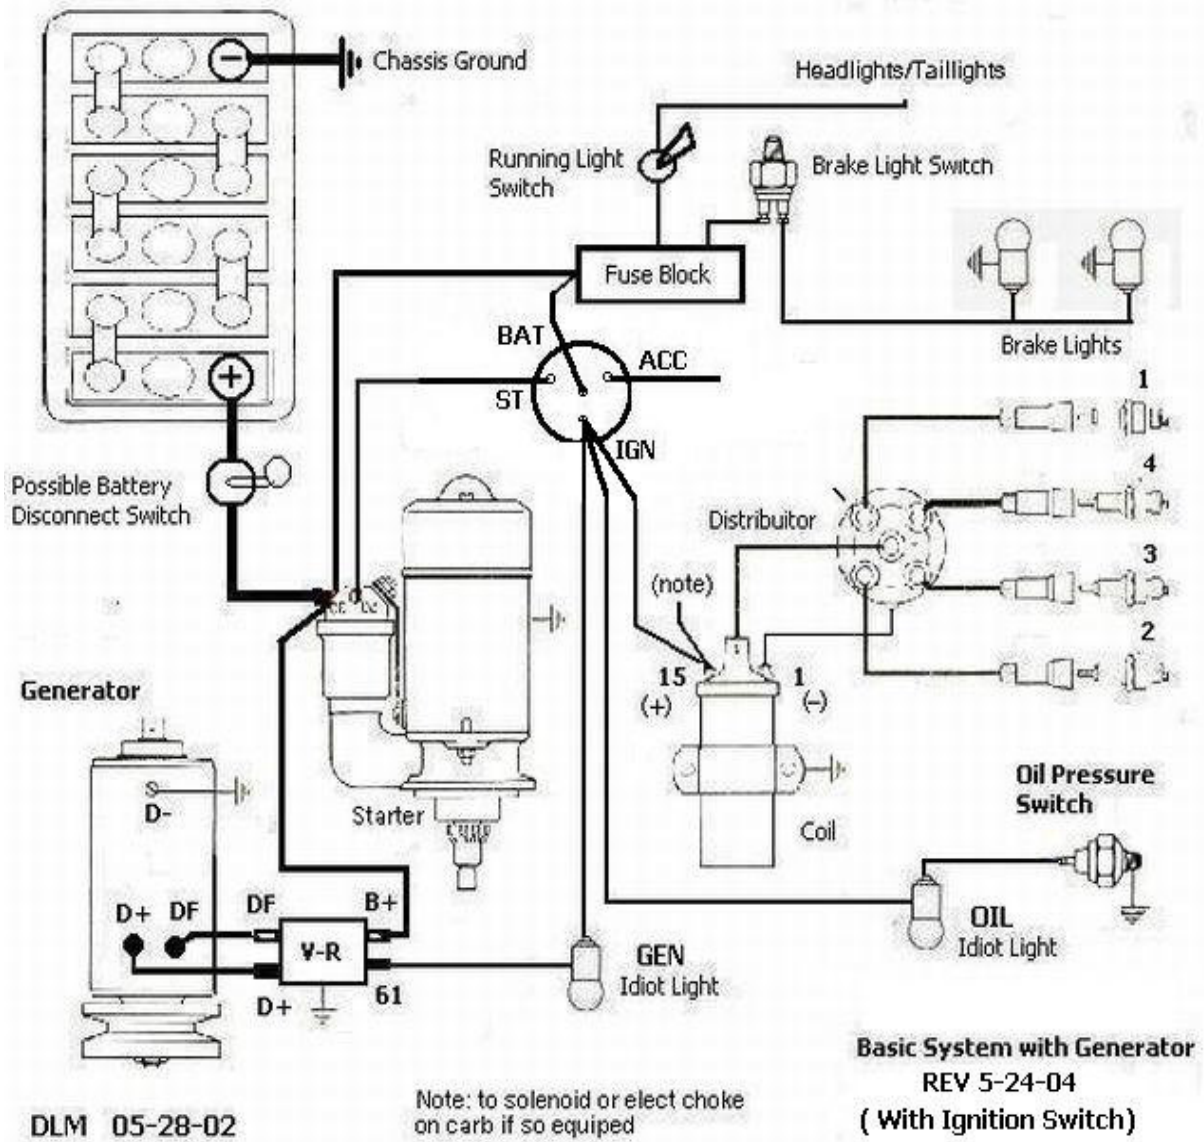 −
Chassis Ground
Headlights/Taillights
Running Light
Switch
Brake Light Switch
Fuse Block
Brake Lights
BAT
ACC
ST
IGN
+
Possible Battery
Disconnect Switch
1
4
3
2
Distribuitor
(note)
15
(+)
1
(-)
Generator
D-
Starter
Coil
Oil Pressure
Switch
D+
DF
DF
B+
V-R
D+
61
GEN
Idiot Light
OIL
Idiot Light
Basic System with Generator
REV 5-24-04
( With Ignition Switch)
Note: to solenoid or elect choke
on carb if so equiped
DLM 05-28-02